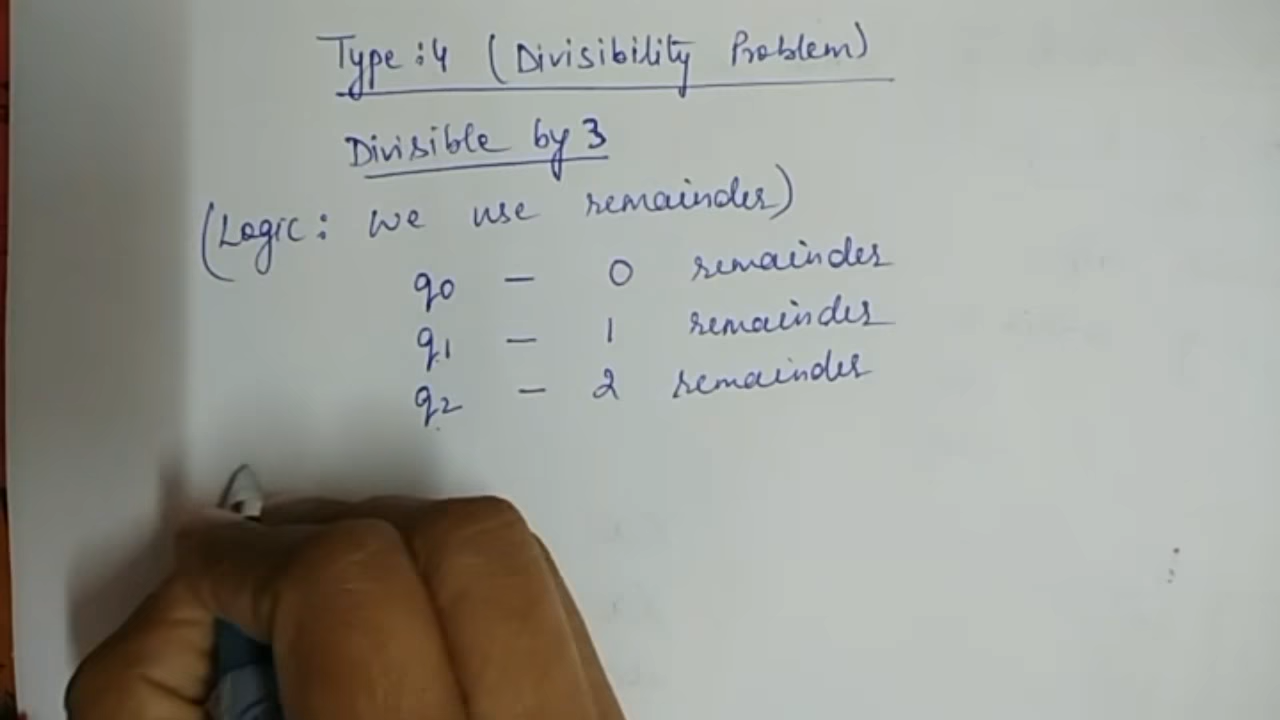 Type:4 (Divisibility Problem)
Divisible by 3
(Logic: we use remainder)
q0 - 0 remainder
q1 - 1 remainder
q2 - 2 remainder